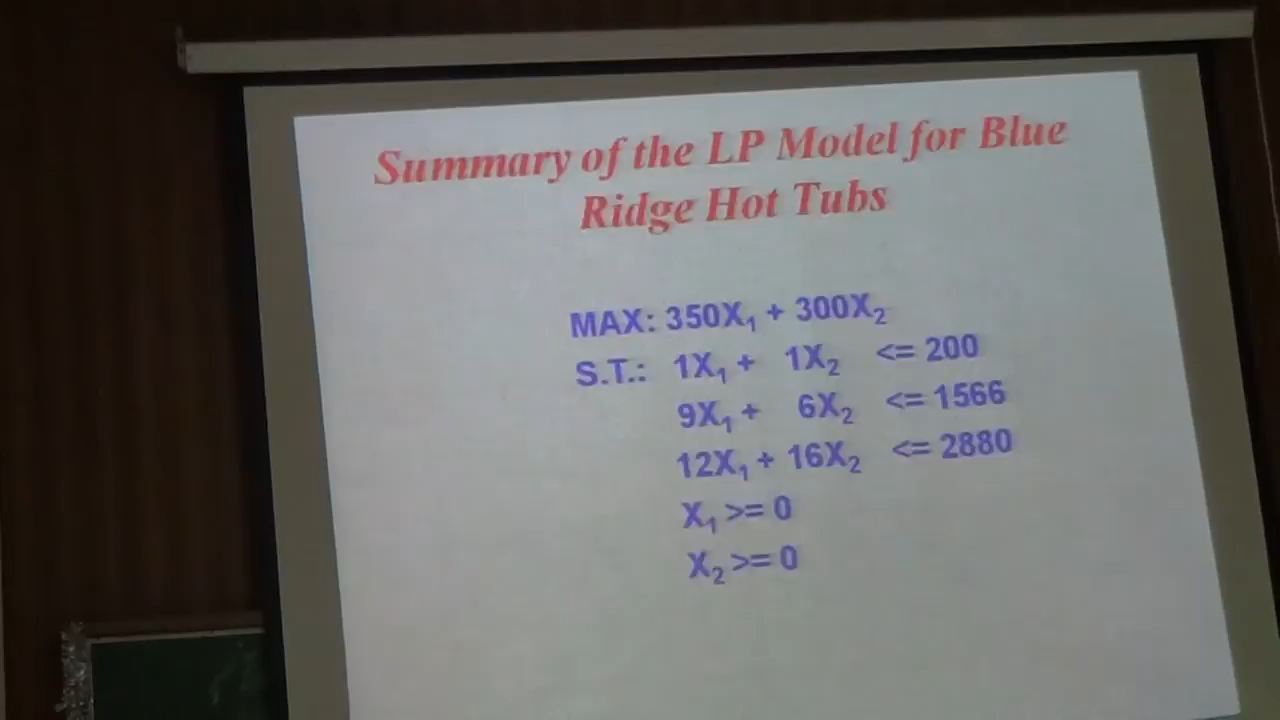 Summary of the LP Model for Blue
Ridge Hot Tubs
MAX: 350X₁ + 300X₂
S.T.: 1X₁ + 1X₂ <= 200
9X₁ + 6X₂ <= 1566
12X₁ + 16X₂ <= 2880
X₁ >= 0
X₂ >= 0